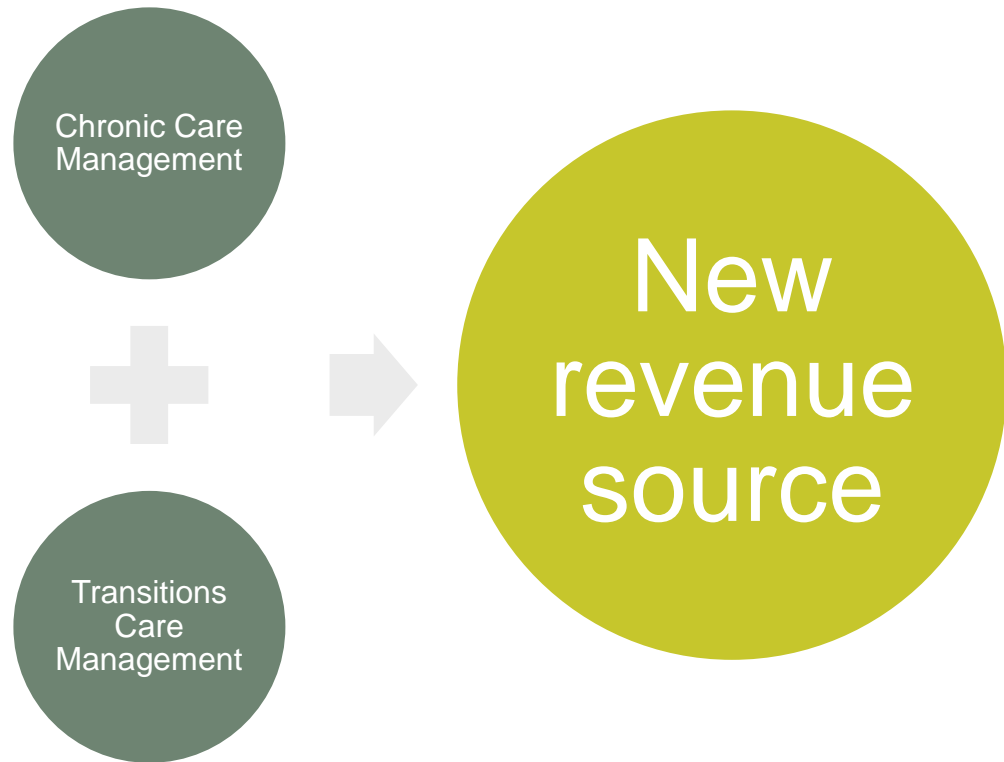 Chronic Care
Management
Transitions
Care
Management
New
revenue
source